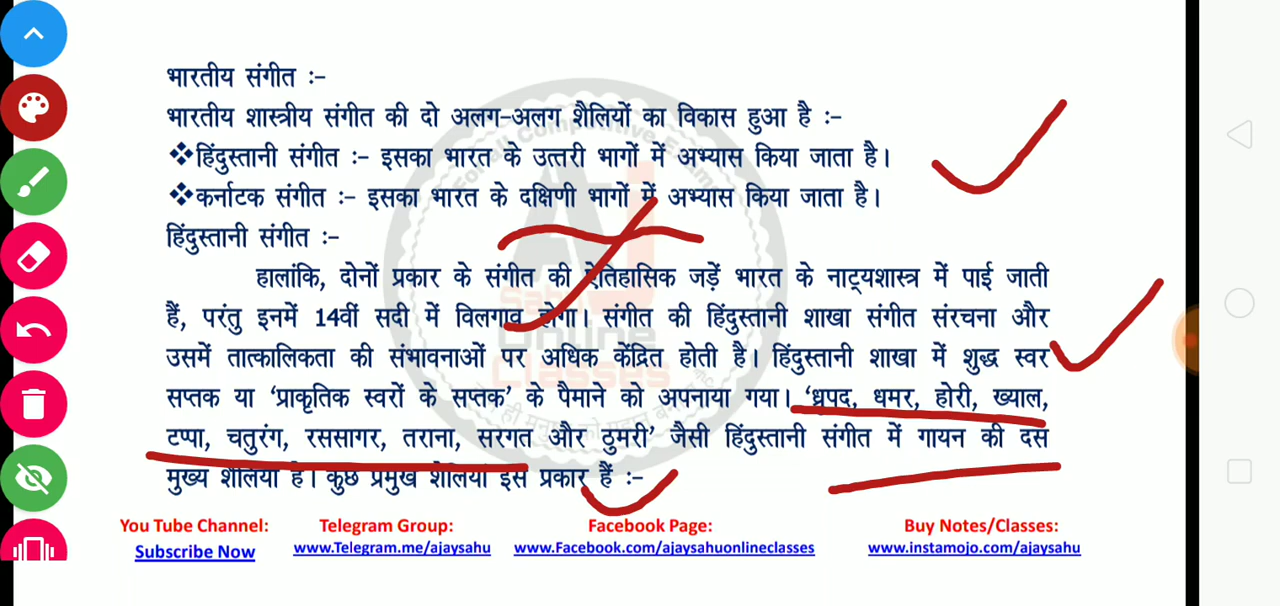 भारतीय संगीत :-
भारतीय शास्त्रीय संगीत की दो अलग-अलग शैलियों का विकास हुआ है :-
❖हिंदुस्तानी संगीत :- इसका भारत के उत्तरी भागों में अभ्यास किया जाता है।
❖कर्नाटक संगीत :- इसका भारत के दक्षिणी भागों में अभ्यास किया जाता है।
हिंदुस्तानी संगीत :-
हालांकि, दोनों प्रकार के संगीत की ऐतिहासिक जड़ें भारत के नाट्यशास्त्र में पाई जाती
हैं, परंतु इनमें 14वीं सदी में विलगाव होगा। संगीत की हिंदुस्तानी शाखा संगीत संरचना और
उसमें तात्कालिकता की संभावनाओं पर अधिक केंद्रित होती है। हिंदुस्तानी शाखा में शुद्ध स्वर
सप्तक या 'प्राकृतिक स्वरों के सप्तक' के पैमाने को अपनाया गया। 'ध्रपद, धमर, होरी, ख्याल,
टप्पा, चतुरंग, रससागर, तराना, सरगत और ठुमरी' जैसी हिंदुस्तानी संगीत में गायन की दस
मुख्य शैलियां है। कुछ प्रमुख शैलियां इस प्रकार हैं :-
You Tube Channel: Telegram Group: Facebook Page: Buy Notes/Classes:
Subscribe Now www.Telegram.me/ajaysahu www.Facebook.com/ajaysahuonlineclasses www.instamojo.com/ajaysahu